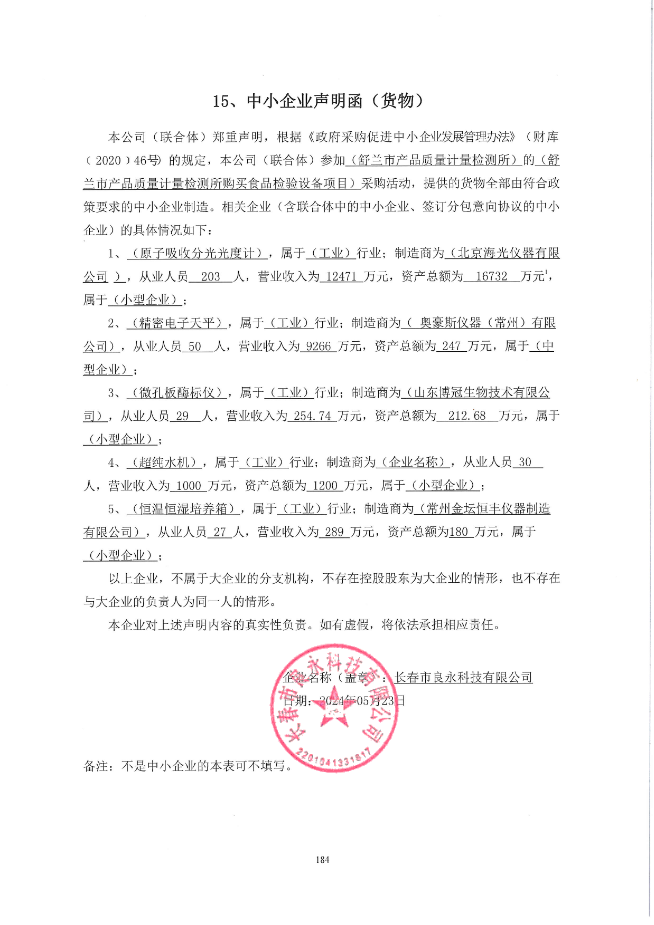 15、中小企业声明函（货物）
本公司（联合体）郑重声明，根据《政府采购促进中小企业发展管理办法》（财库
﹝2020﹞46号）的规定，本公司（联合体）参加（舒兰市产品质量计量检测所）的（舒
兰市产品质量计量检测所购买食品检验设备项目）采购活动，提供的货物全部由符合政
策要求的中小企业制造。相关企业（含联合体中的中小企业、签订分包意向协议的中小
企业）的具体情况如下：
1、（原子吸收分光光度计），属于（工业）行业；制造商为（北京海光仪器有限
公司 ），从业人员 203 人，营业收入为 12471 万元，资产总额为 16732 万元¹，
属于（小型企业）；
2、（精密电子天平），属于（工业）行业；制造商为（ 奥豪斯仪器（常州）有限
公司），从业人员 50 人，营业收入为 9266 万元，资产总额为 247 万元，属于（中
型企业）；
3、（微孔板酶标仪），属于（工业）行业；制造商为（山东博冠生物技术有限公
司），从业人员 29 人，营业收入为 254.74 万元，资产总额为 212.68 万元，属于
（小型企业）；
4、（超纯水机），属于（工业）行业；制造商为（企业名称），从业人员 30
人，营业收入为 1000 万元，资产总额为 1200 万元，属于（小型企业）；
5、（恒温恒湿培养箱），属于（工业）行业；制造商为（常州金坛恒丰仪器制造
有限公司），从业人员 27 人，营业收入为 289 万元，资产总额为180 万元，属于
（小型企业）；
以上企业，不属于大企业的分支机构，不存在控股股东为大企业的情形，也不存在
与大企业的负责人为同一人的情形。
本企业对上述声明内容的真实性负责。如有虚假，将依法承担相应责任。
企业名称（盖章）：长春市良永科技有限公司
日期：2024年05月23日
长春市良永科技有限公司
2201041331617
备注：不是中小企业的本表可不填写。
184